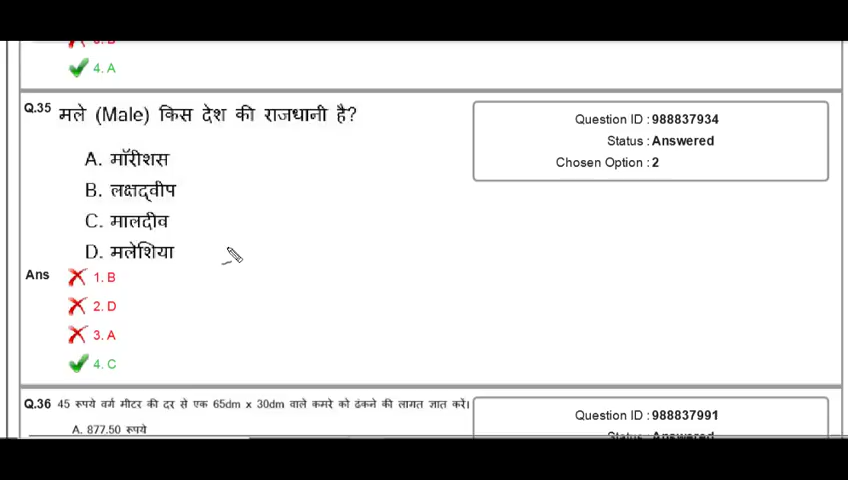 4. A
Q.35 मले (Male) किस देश की राजधानी है?
Question ID : 988837934
Status : Answered
Chosen Option : 2
A. मॉरीशस
B. लक्षद्वीप
C. मालदीव
D. मलेशिया
Ans
1. B
2. D
3. A
4. C
Q.36 45 रूपये वर्ग मीटर की दर से एक 65dm x 30dm वाले कमरे को ढंकने की लागत ज्ञात करें।
Question ID : 988837991
Status : Answered
A. 877.50 रूपये